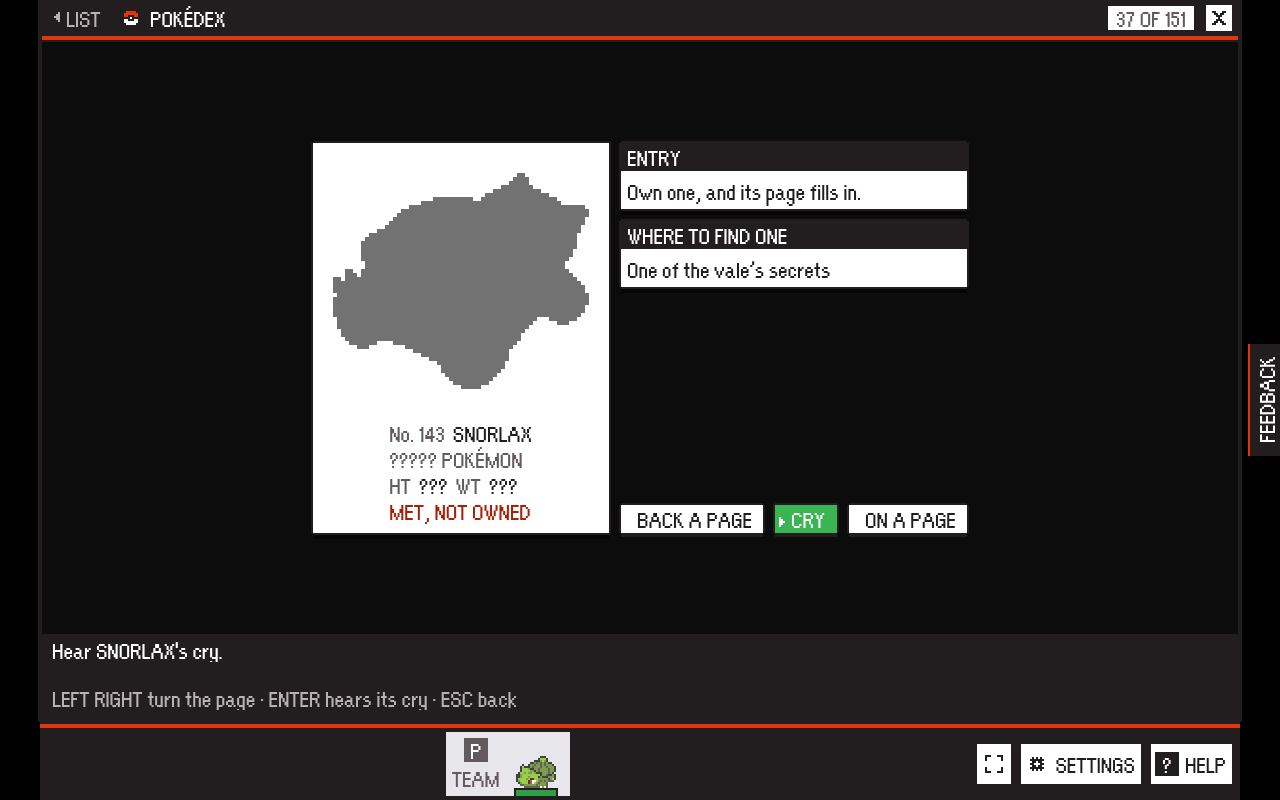 LIST POKÉDEX 37 OF 151 X
ENTRY
Own one, and its page fills in.
WHERE TO FIND ONE
One of the vale's secrets
No. 143 SNORLAX
????? POKÉMON
HT ??? WT ???
MET, NOT OWNED
BACK A PAGE CRY ON A PAGE
FEEDBACK
Hear SNORLAX's cry.
LEFT RIGHT turn the page · ENTER hears its cry · ESC back
P
TEAM
SETTINGS ? HELP